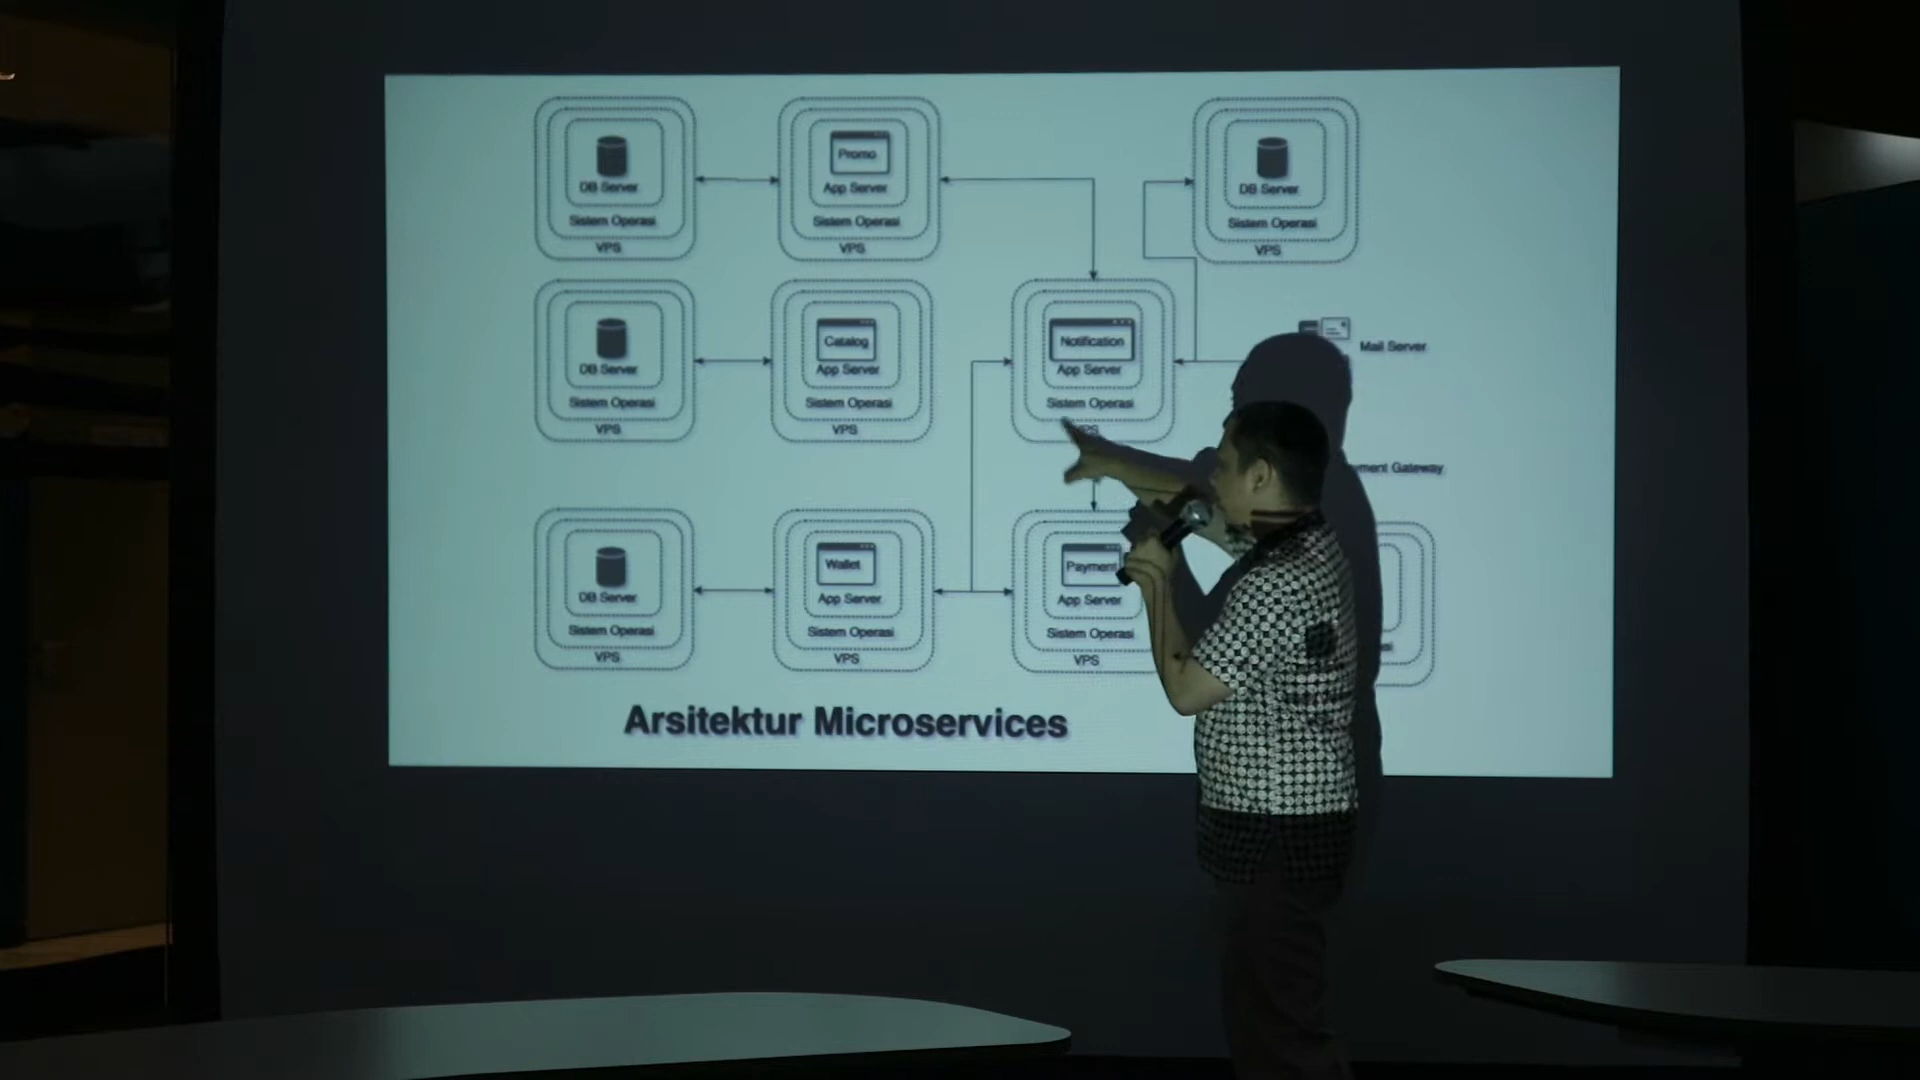 DB Server
Sistem Operasi
VPS
Promo
App Server
Sistem Operasi
VPS
DB Server
Sistem Operasi
VPS
DB Server
Sistem Operasi
VPS
Catalog
App Server
Sistem Operasi
VPS
Notification
App Server
Sistem Operasi
VPS
Mail Server
Gateway
DB Server
Sistem Operasi
VPS
Wallet
App Server
Sistem Operasi
VPS
Payment
App Server
Sistem Operasi
VPS
Arsitektur Microservices